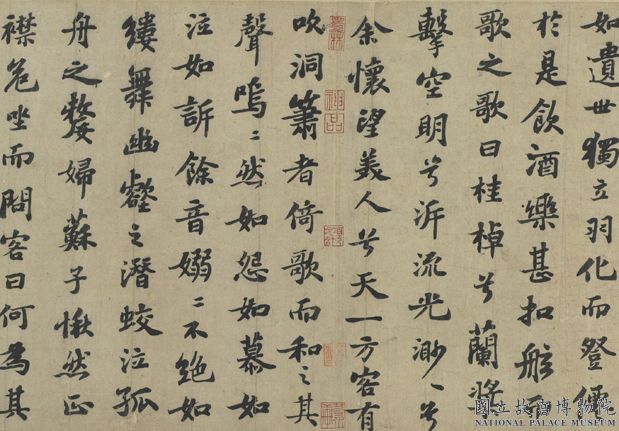 如遺世獨立羽化而登僊
於是飲酒樂甚扣舷
歌之歌曰桂棹兮蘭槳
擊空明兮泝流光渺〻兮
余懷望美人兮天一方客有
吹洞簫者倚歌而和之其
聲嗚〻然如怨如慕如
泣如訴餘音嫋〻不絕如
縷舞幽壑之潛蛟泣孤
舟之嫠婦蘇子愀然正
襟危坐而問客曰何為其
國立故宮博物院
NATIONAL PALACE MUSEUM